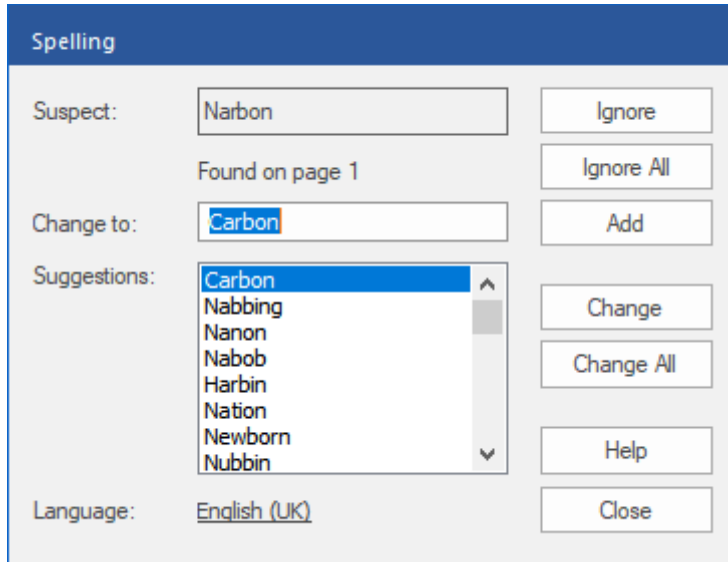 Spelling
Suspect: Narbon Ignore
Found on page 1 Ignore All
Change to: Carbon Add
Suggestions: Carbon
Nabbing Change
Nanon
Nabob Change All
Harbin
Nation
Newborn Help
Nubbin
Language: English (UK) Close